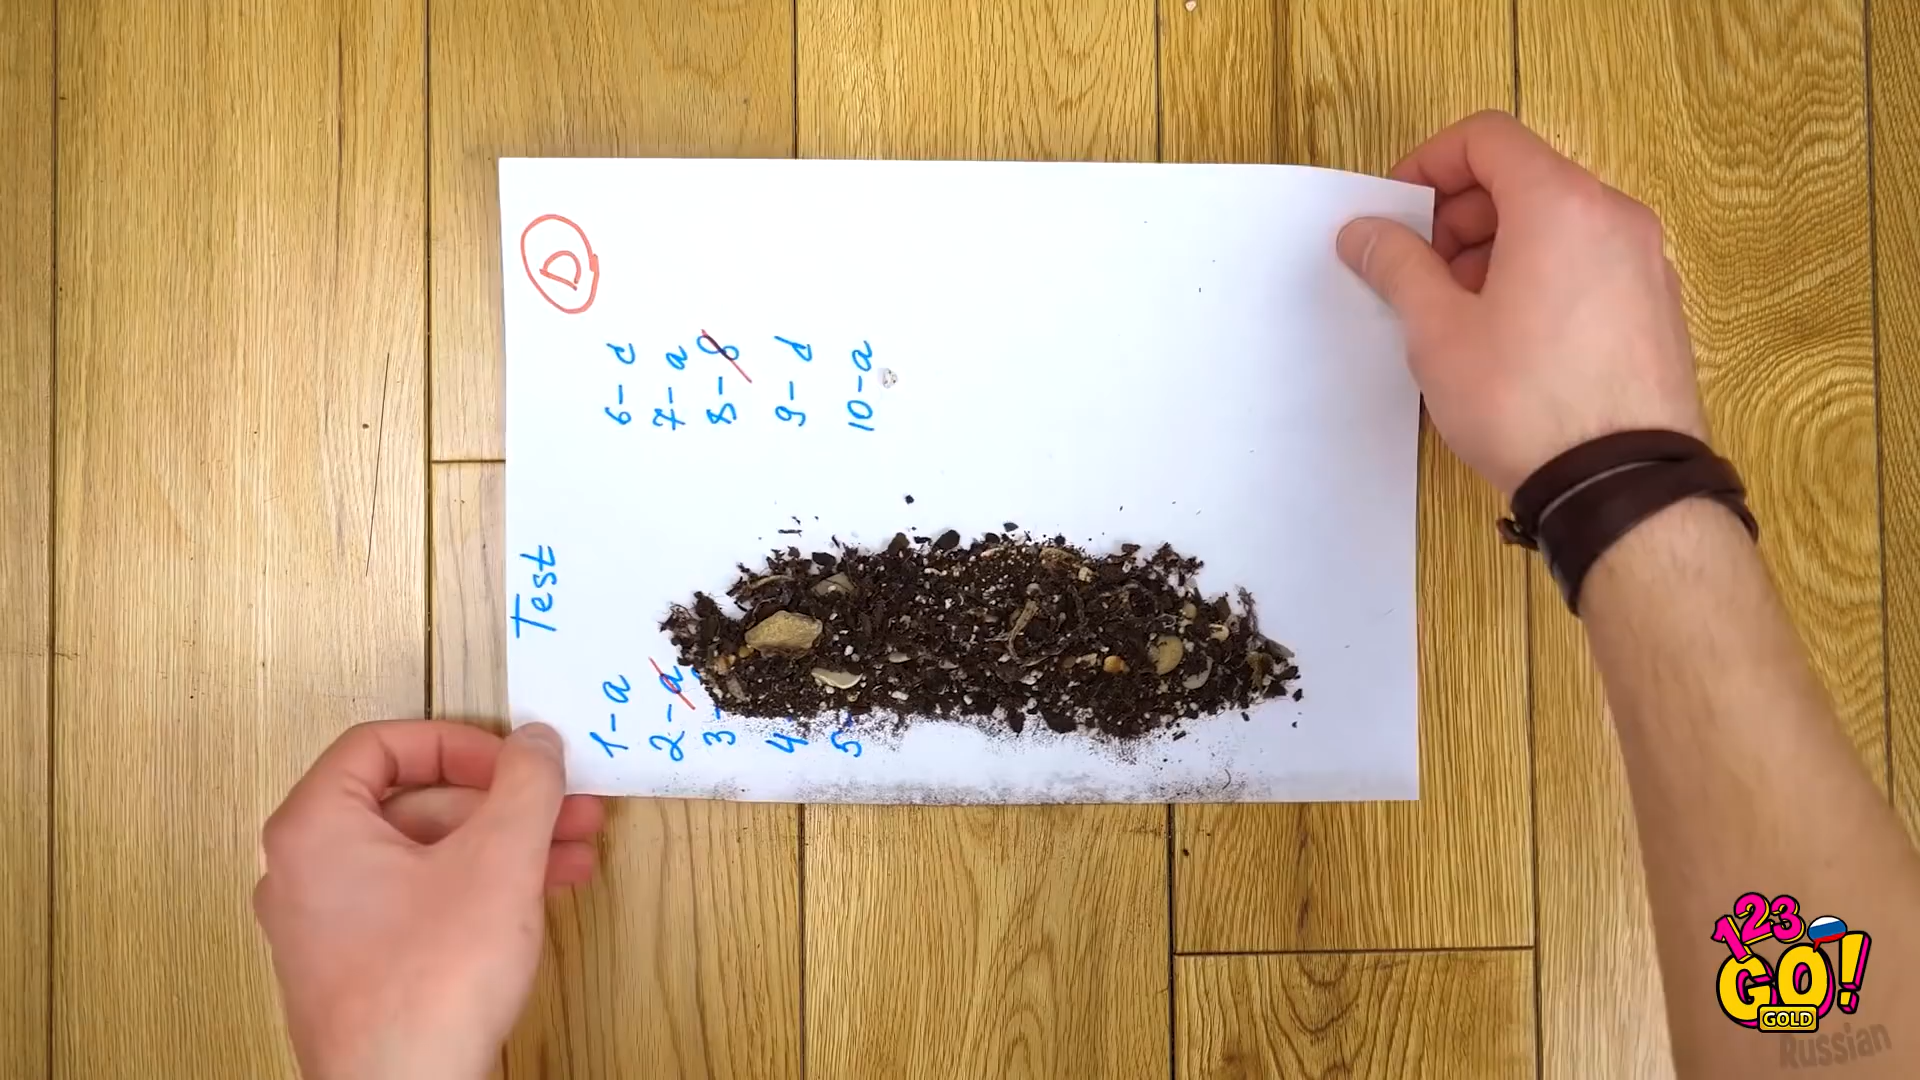 Test
D
1-a
2-a
3-
4-
5-
6-d
7-a
8-
9-d
10-a
123
GO!
GOLD
Russian